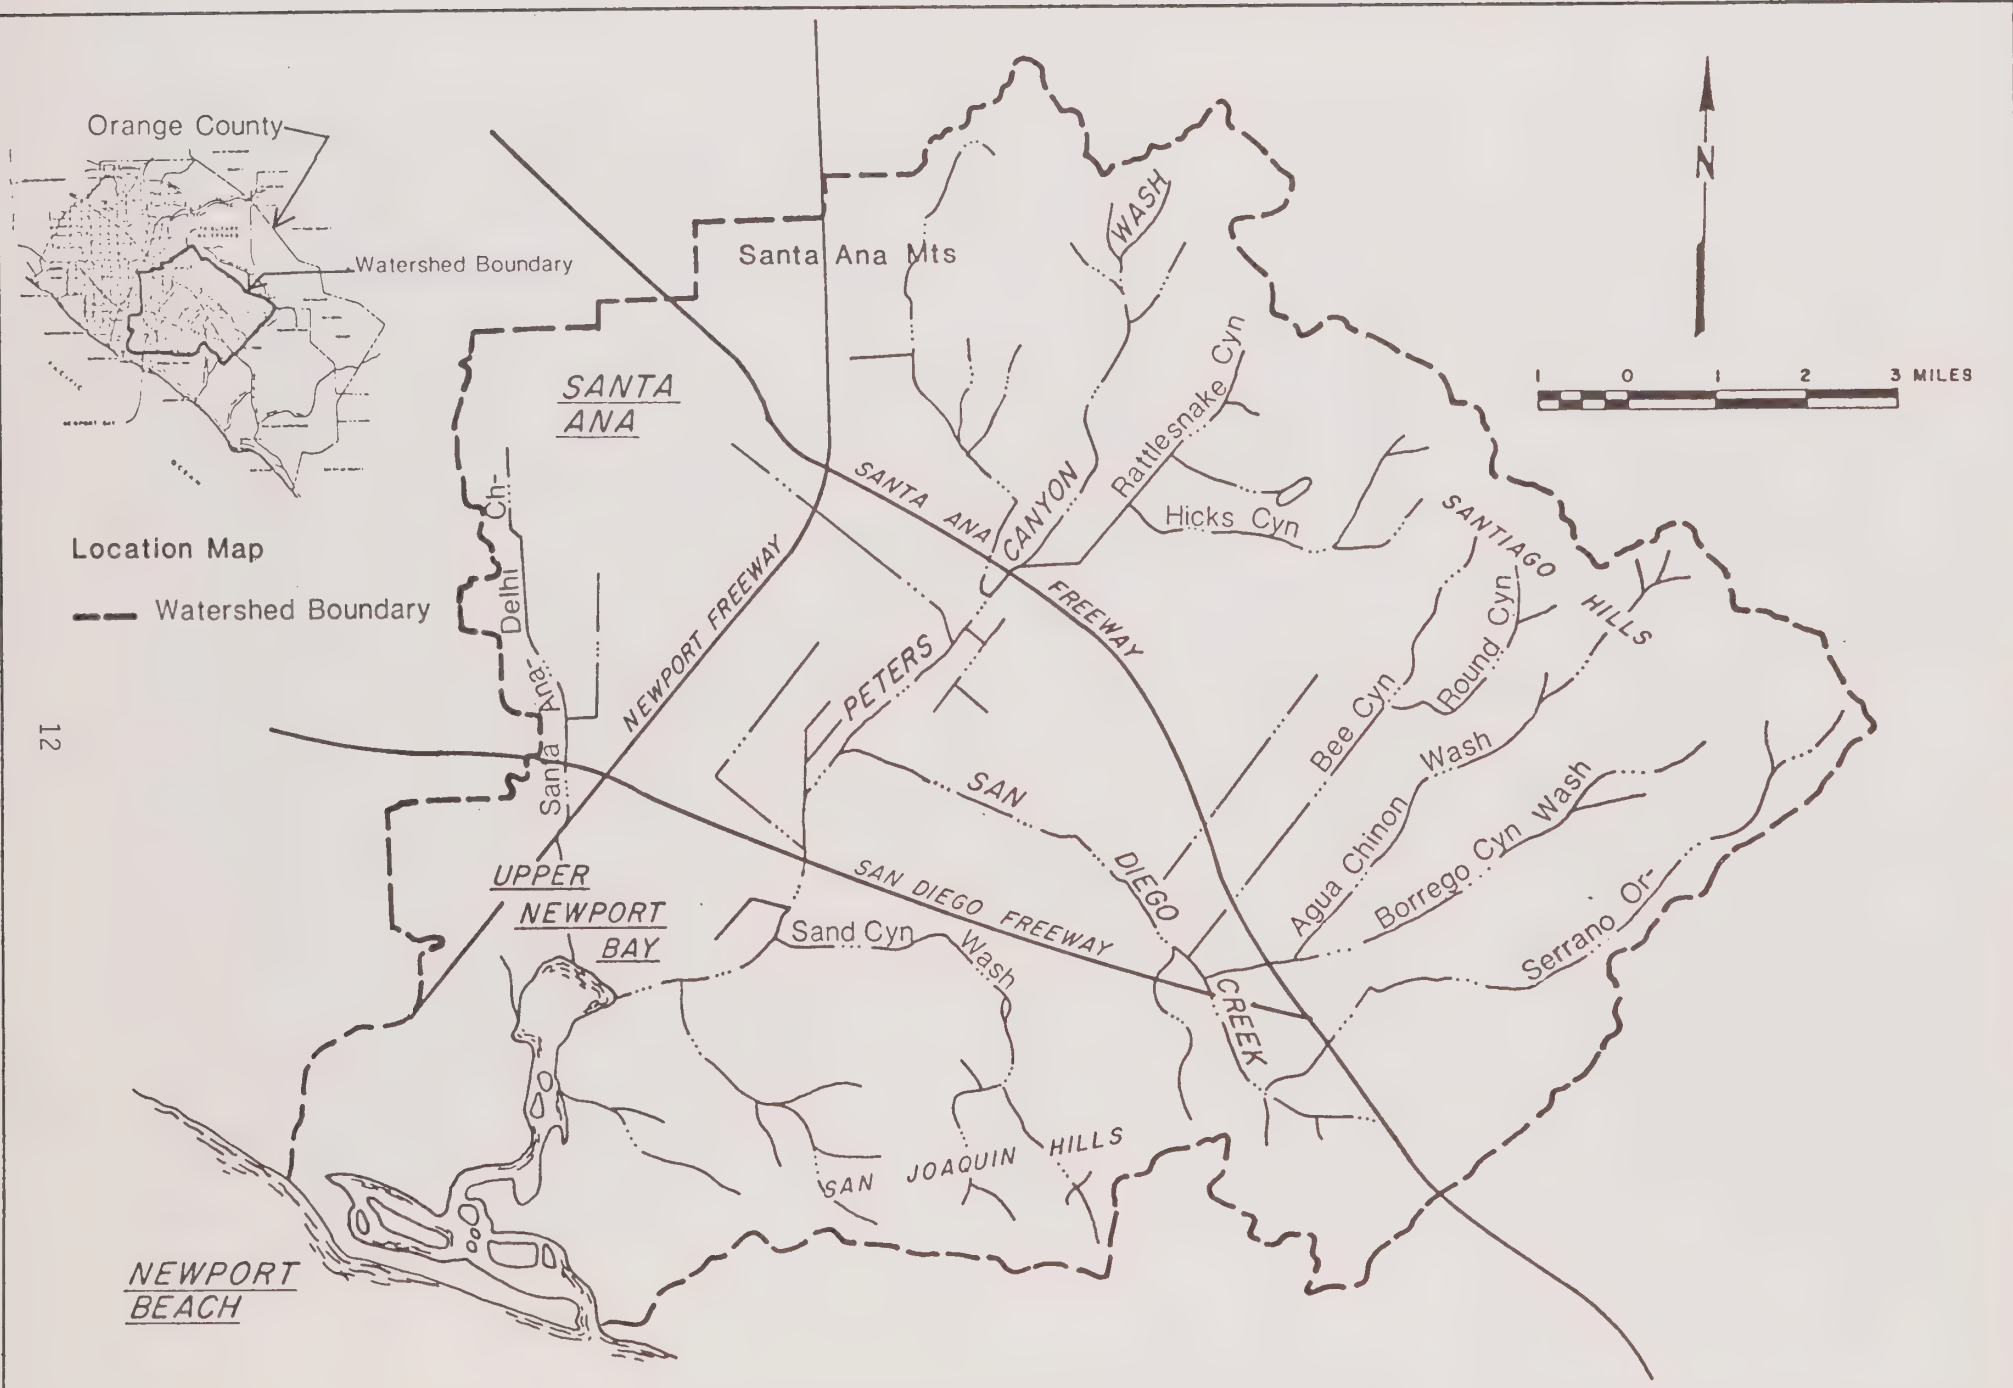 Orange County
Watershed Boundary
NEWPORT BAY
Location Map
Watershed Boundary
N
1 0 1 2 3 MILES
Santa Ana Mts
WASH
SANTA
ANA
Rattlesnake Cyn
Hicks Cyn
SANTA ANA
FREEWAY
PETERS
CANYON
SANTIAGO
HILLS
NEWPORT FREEWAY
Santa Ana-
Delhi
Ch-
Round Cyn
Bee Cyn
Agua Chinon
Wash
Borrego Cyn Wash
Serrano Or-
SAN
DIEGO
CREEK
SAN DIEGO FREEWAY
UPPER
NEWPORT
BAY
Sand Cyn
Wash
SAN JOAQUIN HILLS
NEWPORT
BEACH
12